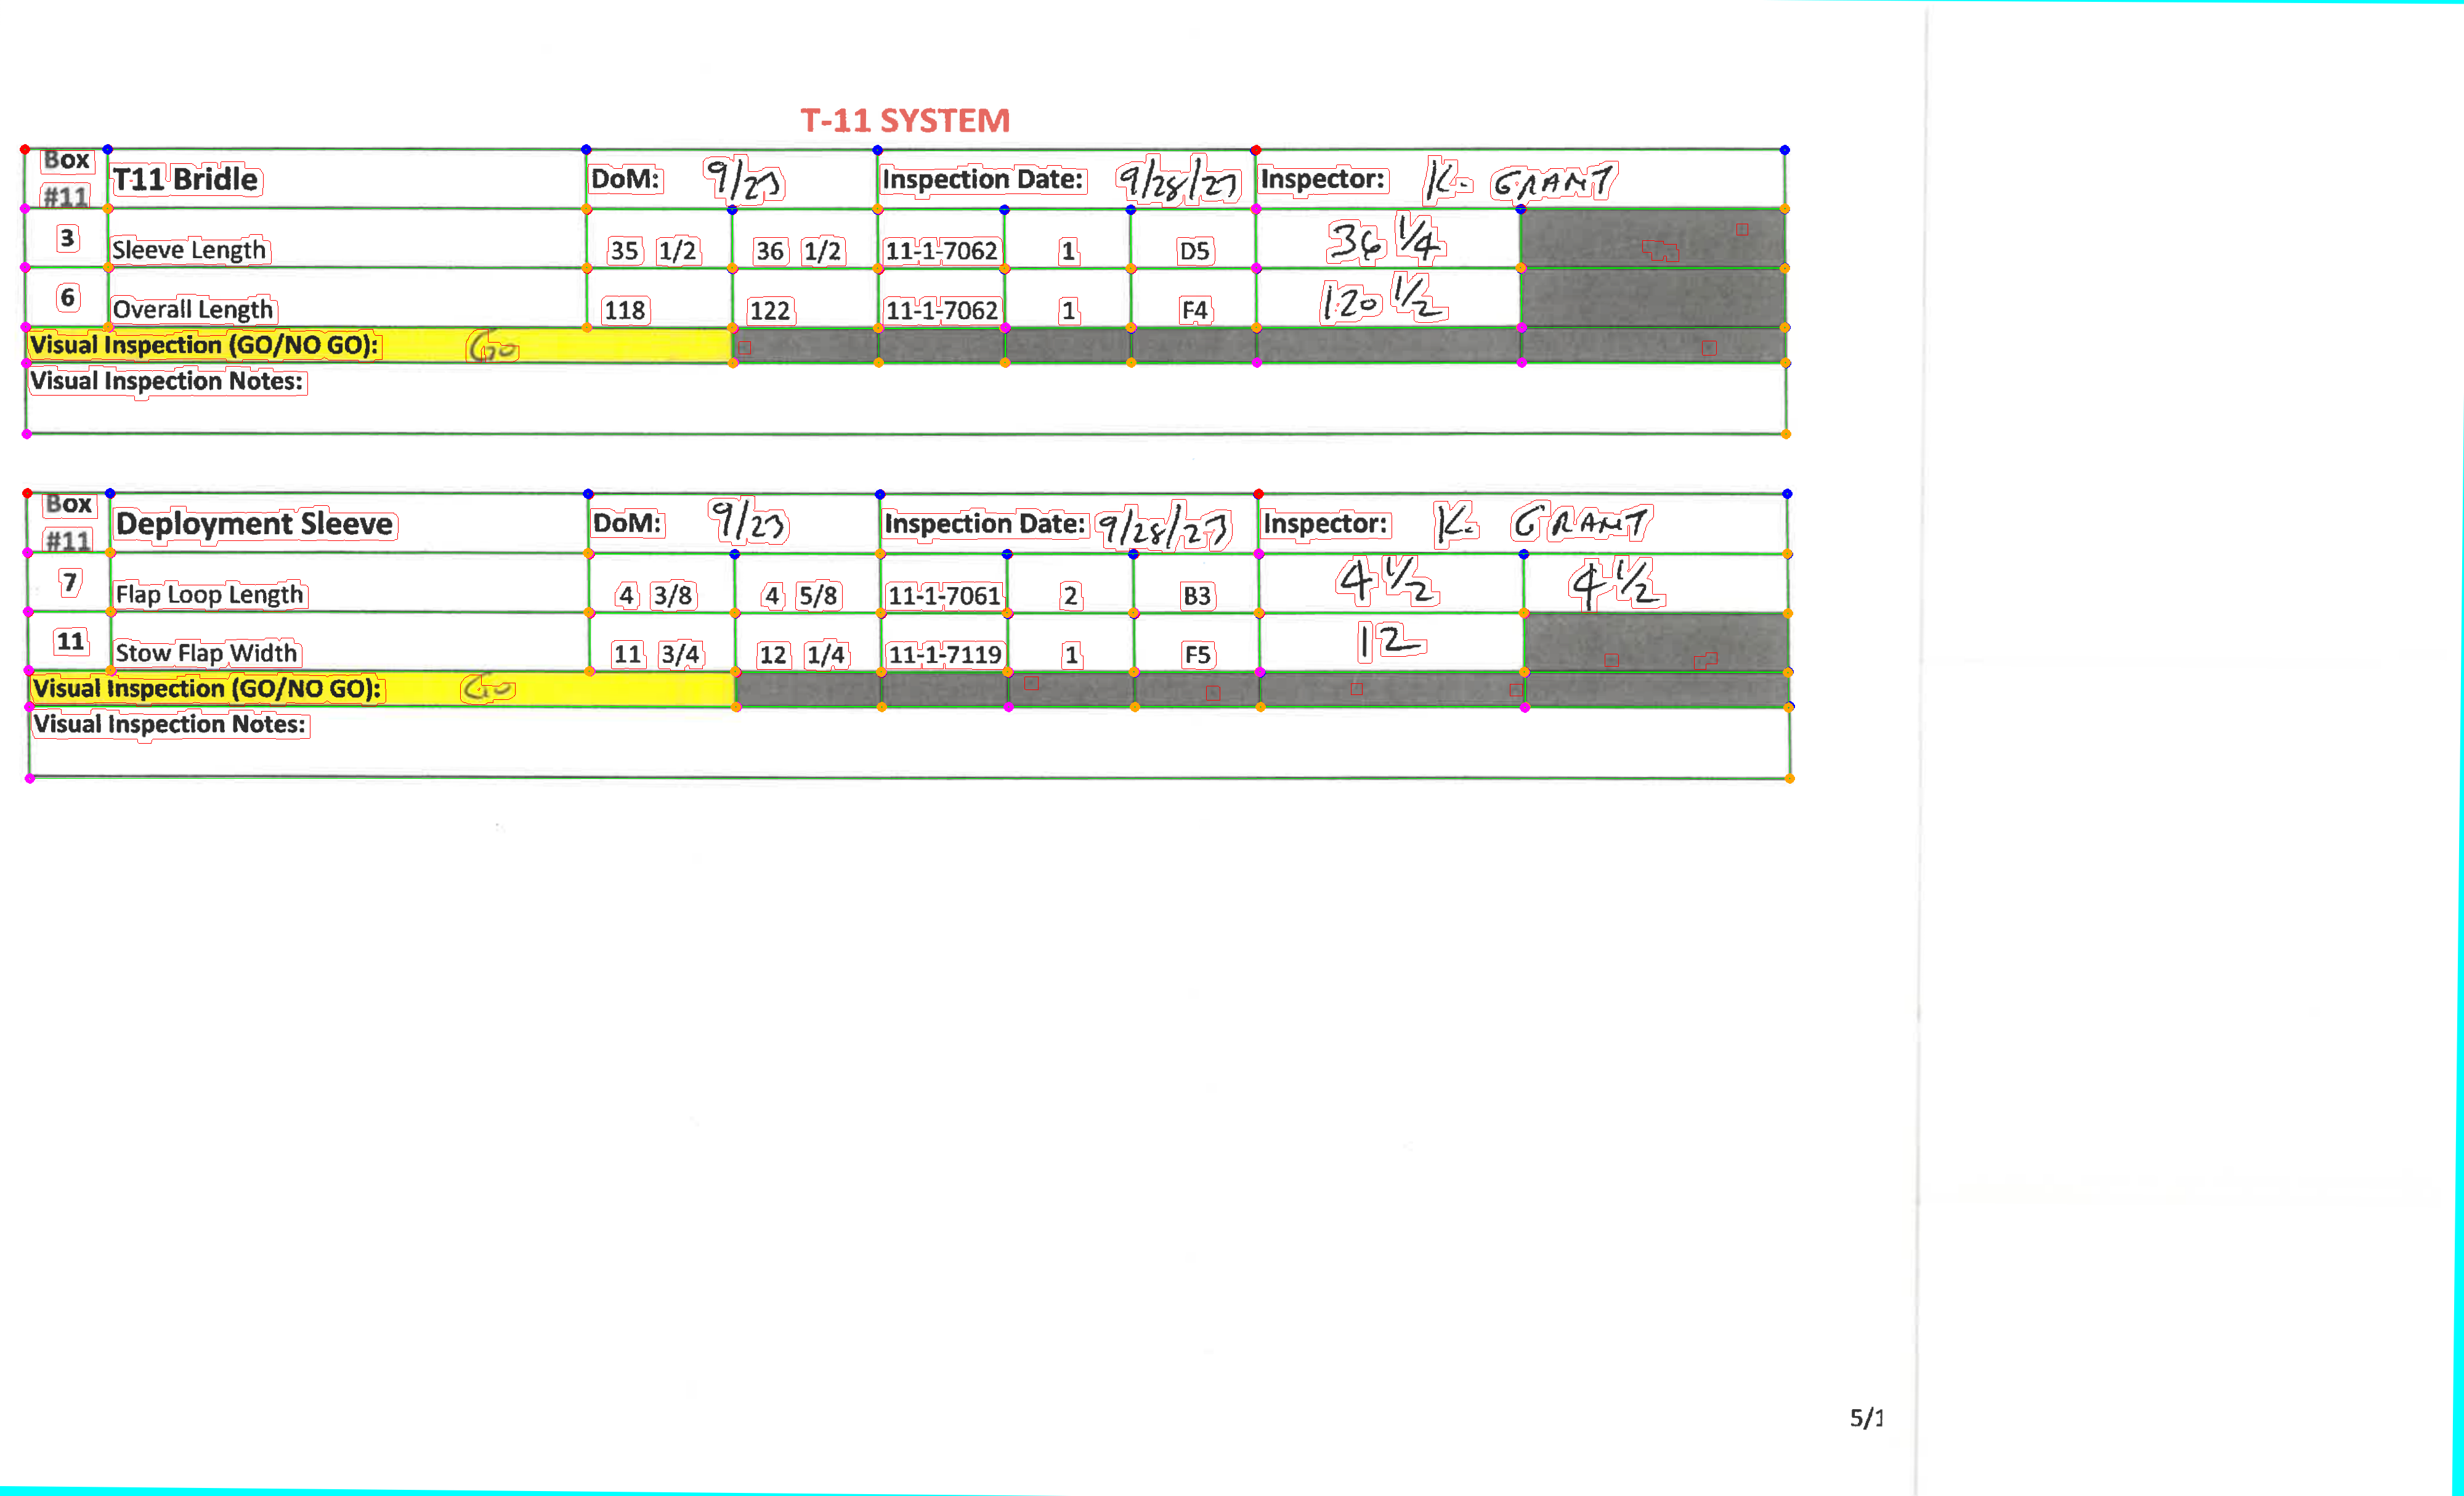 T-11 SYSTEM
Box #11 T11 Bridle DoM: 9/23 Inspection Date: 9/28/23 Inspector: K. GRANT
3 Sleeve Length 35 1/2 36 1/2 11-1-7062 1 D5 36 1/4
6 Overall Length 118 122 11-1-7062 1 F4 120 1/2
Visual Inspection (GO/NO GO): GO
Visual Inspection Notes:
Box #11 Deployment Sleeve DoM: 9/23 Inspection Date: 9/28/23 Inspector: K. GRANT
7 Flap Loop Length 4 3/8 4 5/8 11-1-7061 2 B3 4 1/2 4 1/2
11 Stow Flap Width 11 3/4 12 1/4 11-1-7119 1 F5 12
Visual Inspection (GO/NO GO): GO
Visual Inspection Notes:
5/1